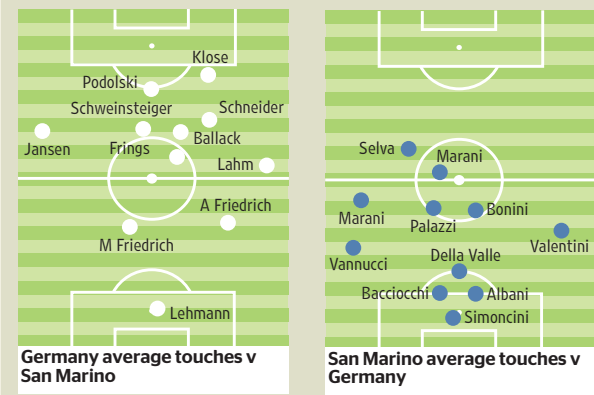 Klose
Podolski
Schweinsteiger
Schneider
Jansen
Frings
Ballack
Lahm
A Friedrich
M Friedrich
Lehmann
Germany average touches v
San Marino
Selva
Marani
Marani
Palazzi
Bonini
Valentini
Vannucci
Della Valle
Bacciocchi
Albani
Simoncini
San Marino average touches v
Germany